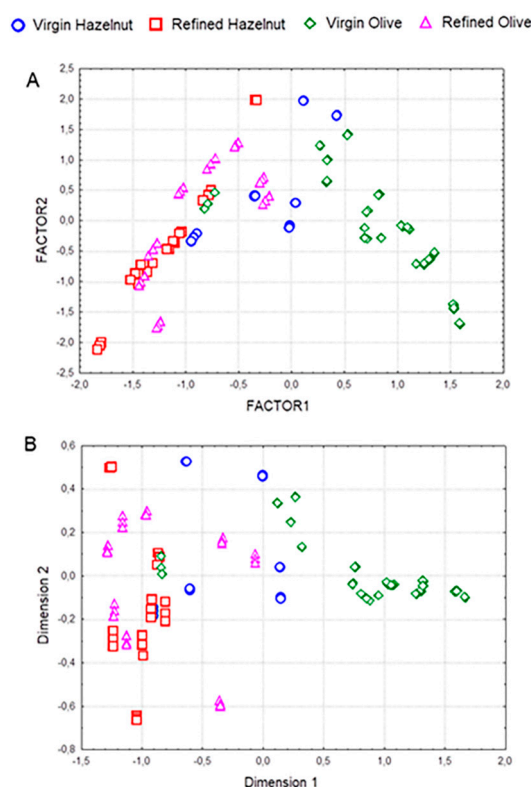 Virgin Hazelnut Refined Hazelnut Virgin Olive Refined Olive
A
2,5
2,0
1,5
1,0
0,5
0,0
-0,5
-1,0
-1,5
-2,0
-2,5
FACTOR2
-2,0 -1,5 -1,0 -0,5 0,0 0,5 1,0 1,5 2,0
FACTOR1
B
0,6
0,4
0,2
0,0
-0,2
-0,4
-0,6
-0,8
Dimension 2
-1,5 -1,0 -0,5 0,0 0,5 1,0 1,5 2,0
Dimension 1